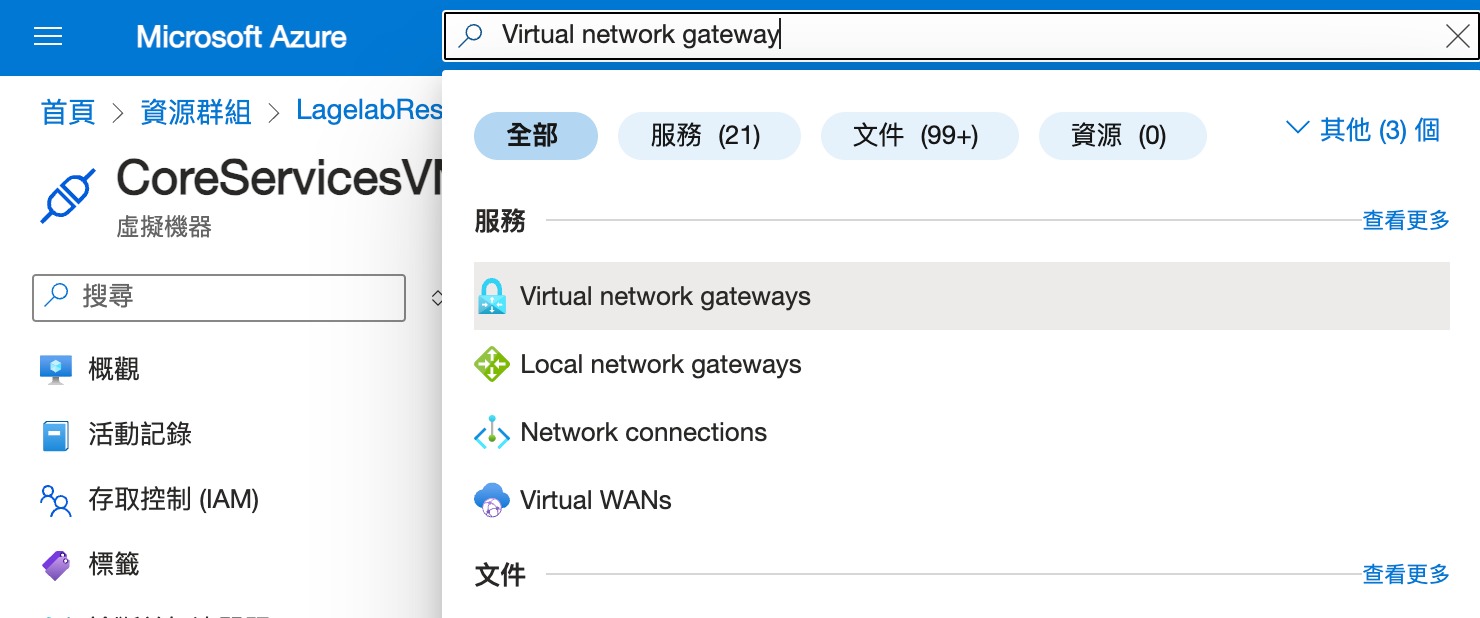 Microsoft Azure
Virtual network gateway
首頁 > 資源群組 > LagelabRes
CoreServicesVN
虛擬機器
搜尋
概觀
活動記錄
存取控制 (IAM)
標籤
全部
服務 (21)
文件 (99+)
資源 (0)
其他 (3) 個
服務
查看更多
Virtual network gateways
Local network gateways
Network connections
Virtual WANs
文件
查看更多